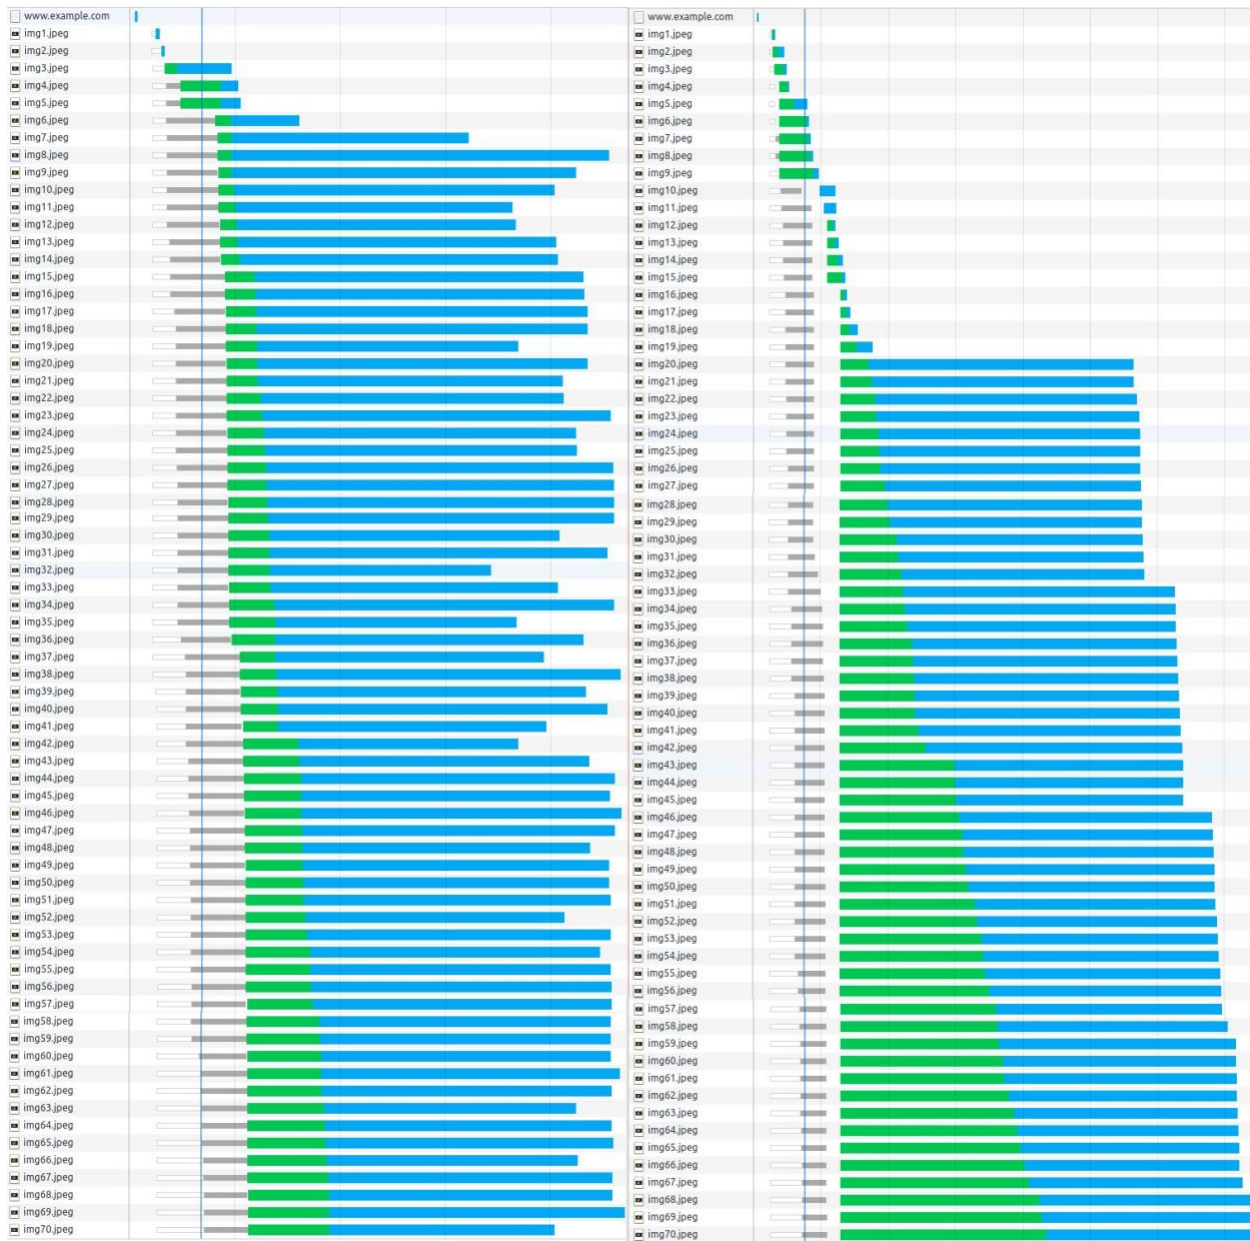 www.example.com
img1.jpeg
img2.jpeg
img3.jpeg
img4.jpeg
img5.jpeg
img6.jpeg
img7.jpeg
img8.jpeg
img9.jpeg
img10.jpeg
img11.jpeg
img12.jpeg
img13.jpeg
img14.jpeg
img15.jpeg
img16.jpeg
img17.jpeg
img18.jpeg
img19.jpeg
img20.jpeg
img21.jpeg
img22.jpeg
img23.jpeg
img24.jpeg
img25.jpeg
img26.jpeg
img27.jpeg
img28.jpeg
img29.jpeg
img30.jpeg
img31.jpeg
img32.jpeg
img33.jpeg
img34.jpeg
img35.jpeg
img36.jpeg
img37.jpeg
img38.jpeg
img39.jpeg
img40.jpeg
img41.jpeg
img42.jpeg
img43.jpeg
img44.jpeg
img45.jpeg
img46.jpeg
img47.jpeg
img48.jpeg
img49.jpeg
img50.jpeg
img51.jpeg
img52.jpeg
img53.jpeg
img54.jpeg
img55.jpeg
img56.jpeg
img57.jpeg
img58.jpeg
img59.jpeg
img60.jpeg
img61.jpeg
img62.jpeg
img63.jpeg
img64.jpeg
img65.jpeg
img66.jpeg
img67.jpeg
img68.jpeg
img69.jpeg
img70.jpeg
www.example.com
img1.jpeg
img2.jpeg
img3.jpeg
img4.jpeg
img5.jpeg
img6.jpeg
img7.jpeg
img8.jpeg
img9.jpeg
img10.jpeg
img11.jpeg
img12.jpeg
img13.jpeg
img14.jpeg
img15.jpeg
img16.jpeg
img17.jpeg
img18.jpeg
img19.jpeg
img20.jpeg
img21.jpeg
img22.jpeg
img23.jpeg
img24.jpeg
img25.jpeg
img26.jpeg
img27.jpeg
img28.jpeg
img29.jpeg
img30.jpeg
img31.jpeg
img32.jpeg
img33.jpeg
img34.jpeg
img35.jpeg
img36.jpeg
img37.jpeg
img38.jpeg
img39.jpeg
img40.jpeg
img41.jpeg
img42.jpeg
img43.jpeg
img44.jpeg
img45.jpeg
img46.jpeg
img47.jpeg
img48.jpeg
img49.jpeg
img50.jpeg
img51.jpeg
img52.jpeg
img53.jpeg
img54.jpeg
img55.jpeg
img56.jpeg
img57.jpeg
img58.jpeg
img59.jpeg
img60.jpeg
img61.jpeg
img62.jpeg
img63.jpeg
img64.jpeg
img65.jpeg
img66.jpeg
img67.jpeg
img68.jpeg
img69.jpeg
img70.jpeg